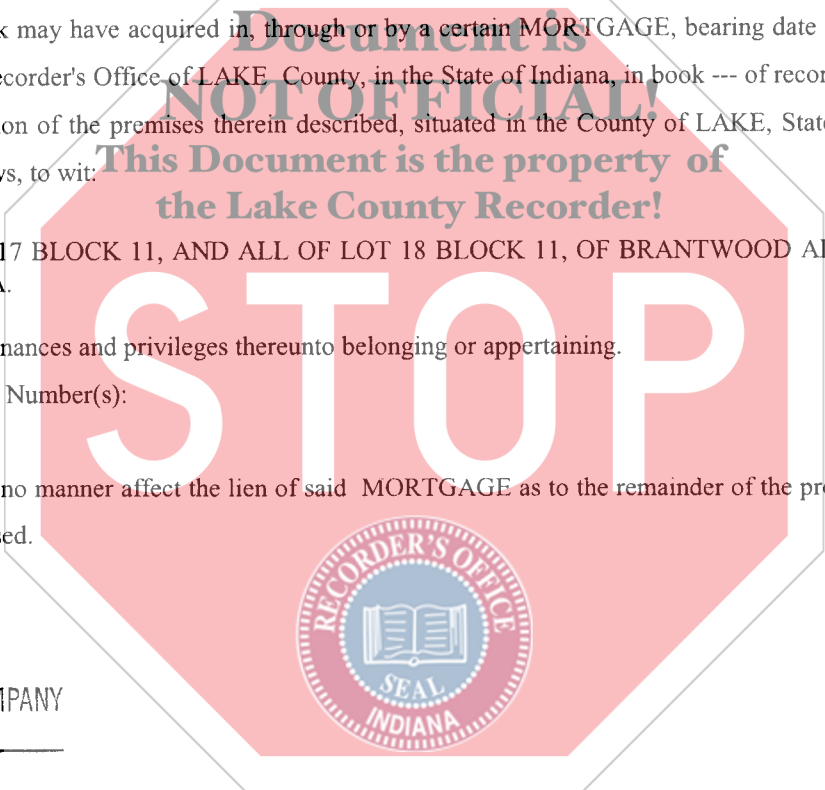 Document is
k may have acquired in, through or by a certain MORTGAGE, bearing date
ecorder's Office of LAKE County, in the State of Indiana, in book --- of recor
NOT OFFICIAL!
on of the premises therein described, situated in the County of LAKE, State
This Document is the property of
vs, to wit:
the Lake County Recorder!
17 BLOCK 11, AND ALL OF LOT 18 BLOCK 11, OF BRANTWOOD AD
A.
STOP
nances and privileges thereunto belonging or appertaining.
Number(s):
no manner affect the lien of said MORTGAGE as to the remainder of the pre
sed.
RECORDER'S OFFICE
SEAL
INDIANA
MPANY